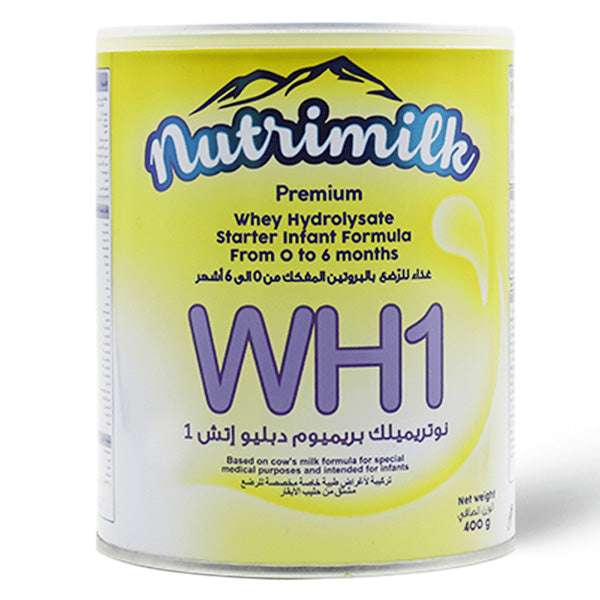 Nutrimilk
Premium
Whey Hydrolysate
Starter Infant Formula
From 0 to 6 months
غذاء للرّضع بالبروتين المفكك من 0 الى 6 أشهر
WH1
نوتريميلك بريميوم دبليو إتش 1
Based on cow's milk formula for special
medical purposes and intended for infants
تركيبة لأغراض طبية خاصة مخصصة للرضع
مشتق من حليب الأبقار
Net weight
الوزن الصافي
400 g